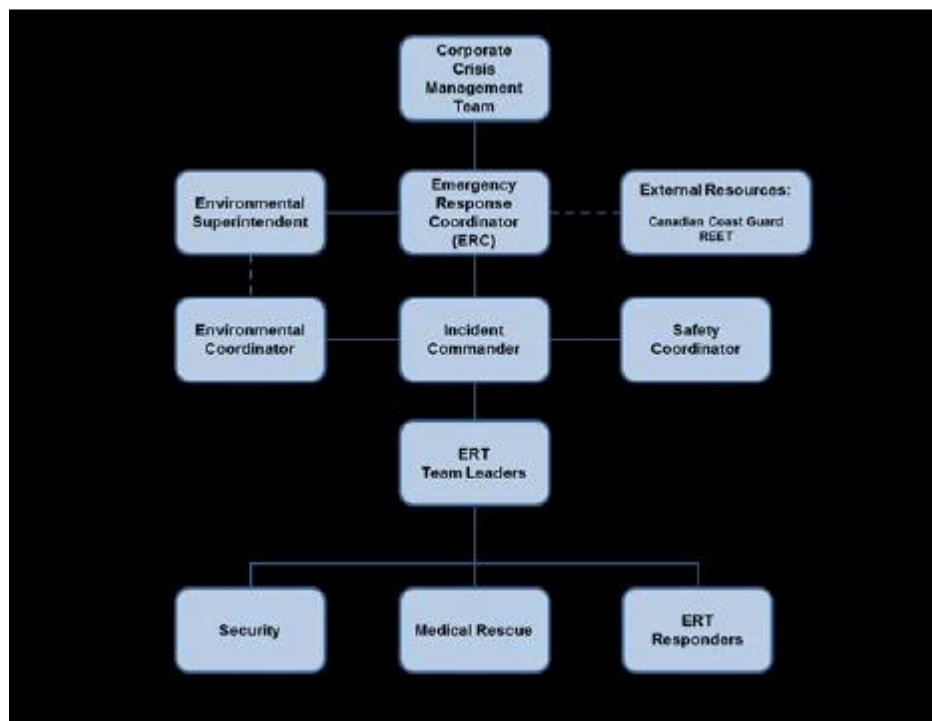 Corporate
Crisis
Management
Team
Environmental
Superintendent
Emergency
Response
Coordinator
(ERC)
External Resources:
Canadian Coast Guard
REET
Environmental
Coordinator
Incident
Commander
Safety
Coordinator
ERT
Team Leaders
Security
Medical Rescue
ERT
Responders